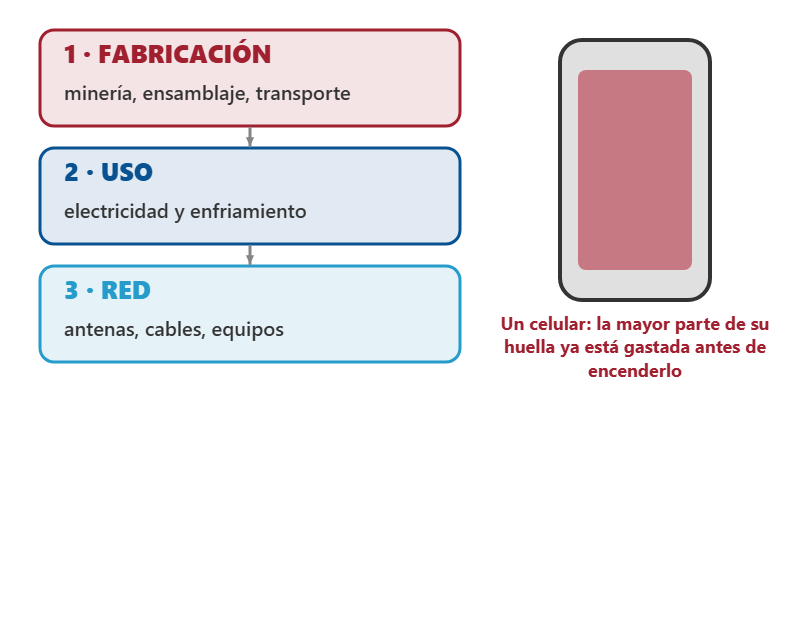 1 · FABRICACIÓN
minería, ensamblaje, transporte
2 · USO
electricidad y enfriamiento
3 · RED
antenas, cables, equipos
Un celular: la mayor parte de su
huella ya está gastada antes de
encenderlo